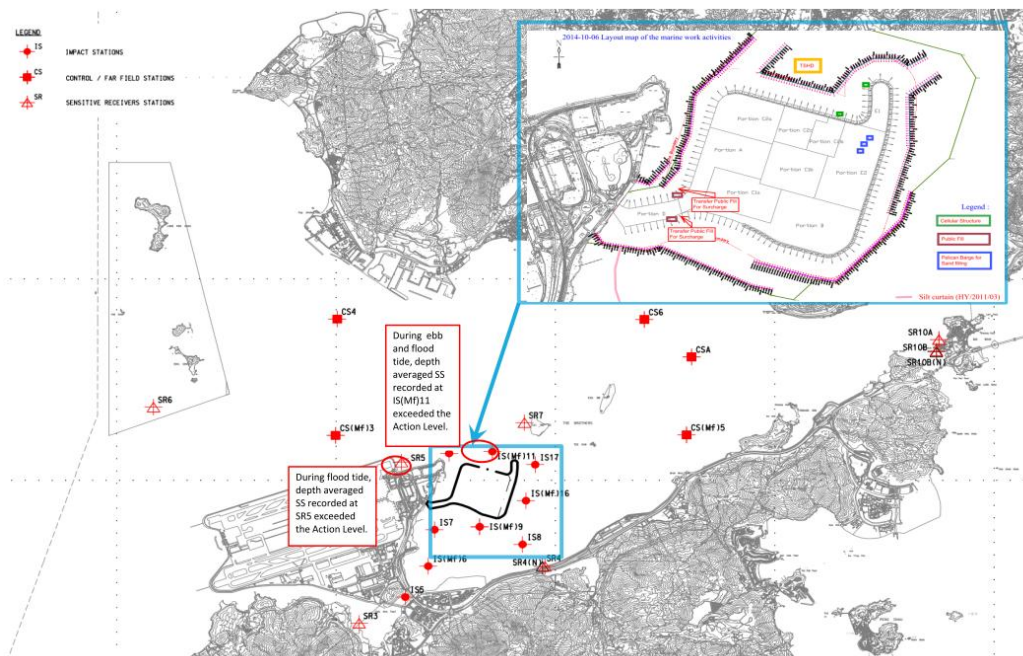 LEGEND
IS
IMPACT STATIONS
CS
CONTROL / FAR FIELD STATIONS
SR
SENSITIVE RECEIVERS STATIONS
2014-10-06 Layout map of the marine work activities
TSHD
Portion C2a
Portion C2c
Portion C2b
E1
Portion A
Portion C1b
Portion E2
Portion C1a
Portion D
Portion B
Transfer Public Fill
For Surcharge
Transfer Public Fill
For Surcharge
Legend :
Cellular Structure
Public Fill
Pelican Barge for
Sand filling
Silt curtain (HY/2011/03)
CS4
CS6
CSA
SR10A
SR10B
SR10B(N)
During ebb
and flood
tide, depth
averaged SS
recorded at
IS(Mf)11
exceeded the
Action Level.
SR6
SR7
THE BROTHERS
CS(Mf)3
CS(Mf)5
SR5
IS(Mf)11
IS17
During flood tide,
depth averaged
SS recorded at
SR5 exceeded
the Action Level.
IS(Mf)16
IS7
IS(Mf)9
IS8
IS(Mf)6
SR4(N)
SR4
IS5
SR3